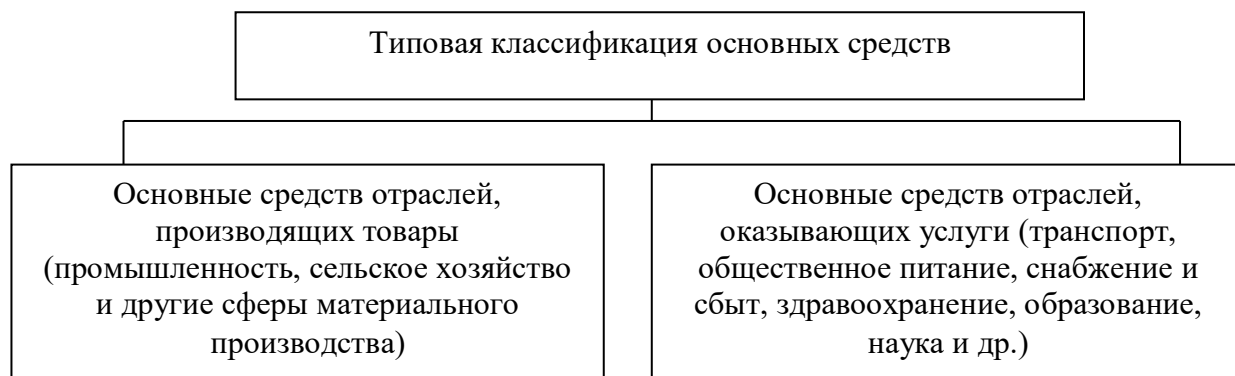 Типовая классификация основных средств
Основные средств отраслей,
производящих товары
(промышленность, сельское хозяйство
и другие сферы материального
производства)
Основные средств отраслей,
оказывающих услуги (транспорт,
общественное питание, снабжение и
сбыт, здравоохранение, образование,
наука и др.)